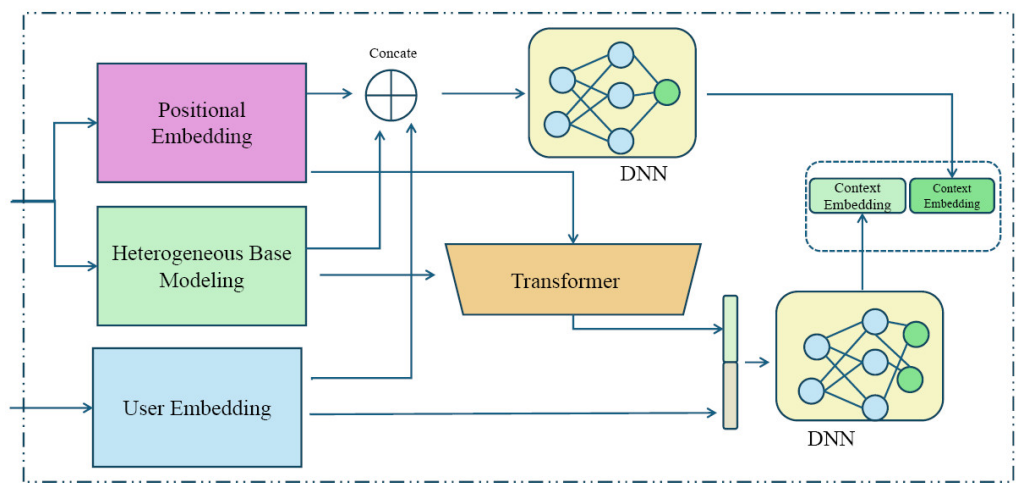 Concate
Positional
Embedding
DNN
Context
Embedding
Context
Embedding
Heterogeneous Base
Modeling
Transformer
User Embedding
DNN